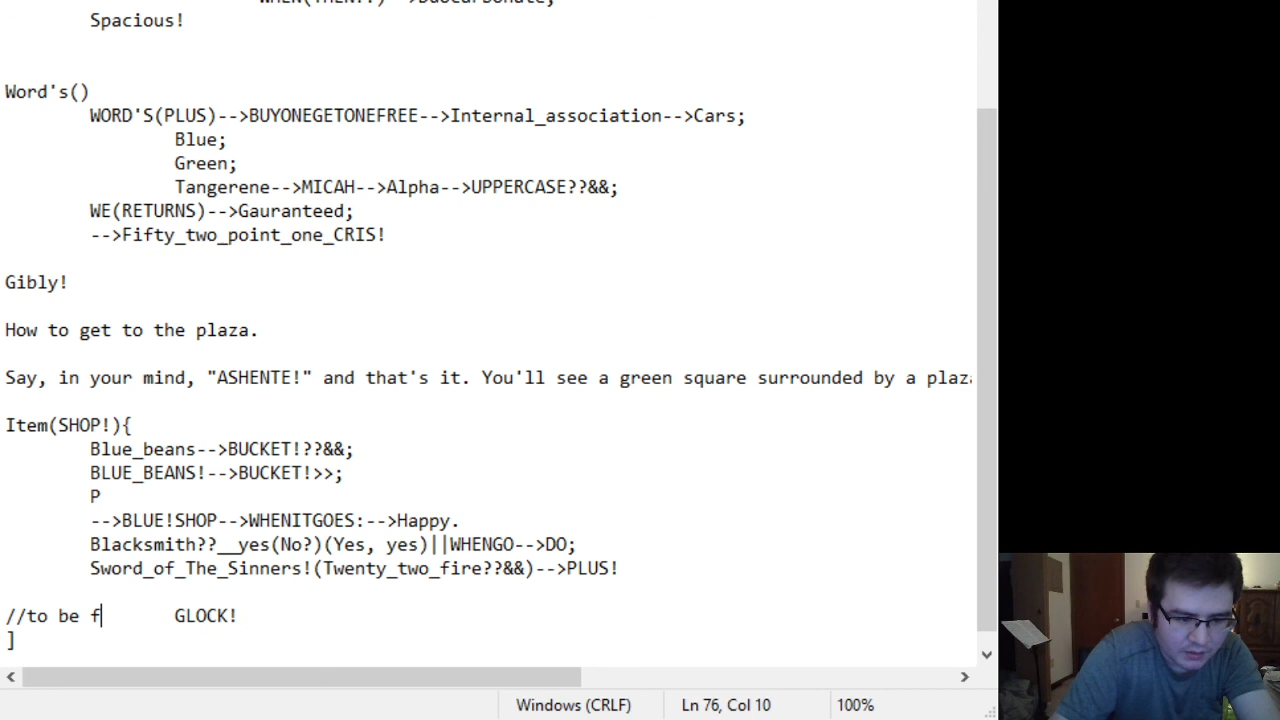 Spacious!
Word's()
WORD'S(PLUS)-->BUYONEGETONEFREE-->Internal_association-->Cars;
Blue;
Green;
Tangerene-->MICAH-->Alpha-->UPPERCASE??&&;
WE(RETURNS)-->Gauranteed;
-->Fifty_two_point_one_CRIS!
Gibly!
How to get to the plaza.
Say, in your mind, "ASHENTE!" and that's it. You'll see a green square surrounded by a plaza
Item(SHOP!){
Blue_beans-->BUCKET!??&&;
BLUE_BEANS!-->BUCKET!>>;
P
-->BLUE!SHOP-->WHENITGOES:-->Happy.
Blacksmith??__yes(No?)(Yes, yes)||WHENGO-->DO;
Sword_of_The_Sinners!(Twenty_two_fire??&&)-->PLUS!
//to be f GLOCK!
]
Windows (CRLF) Ln 76, Col 10 100%